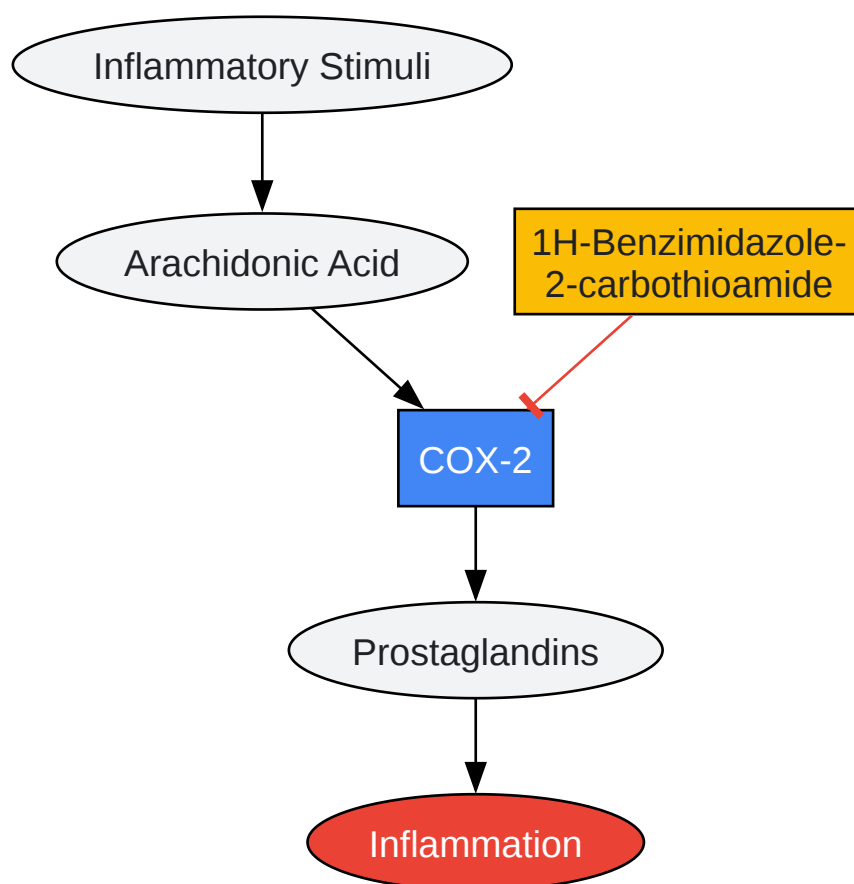 Inflammatory Stimuli
Arachidonic Acid
1H-Benzimidazole-
2-carbothioamide
COX-2
Prostaglandins
Inflammation